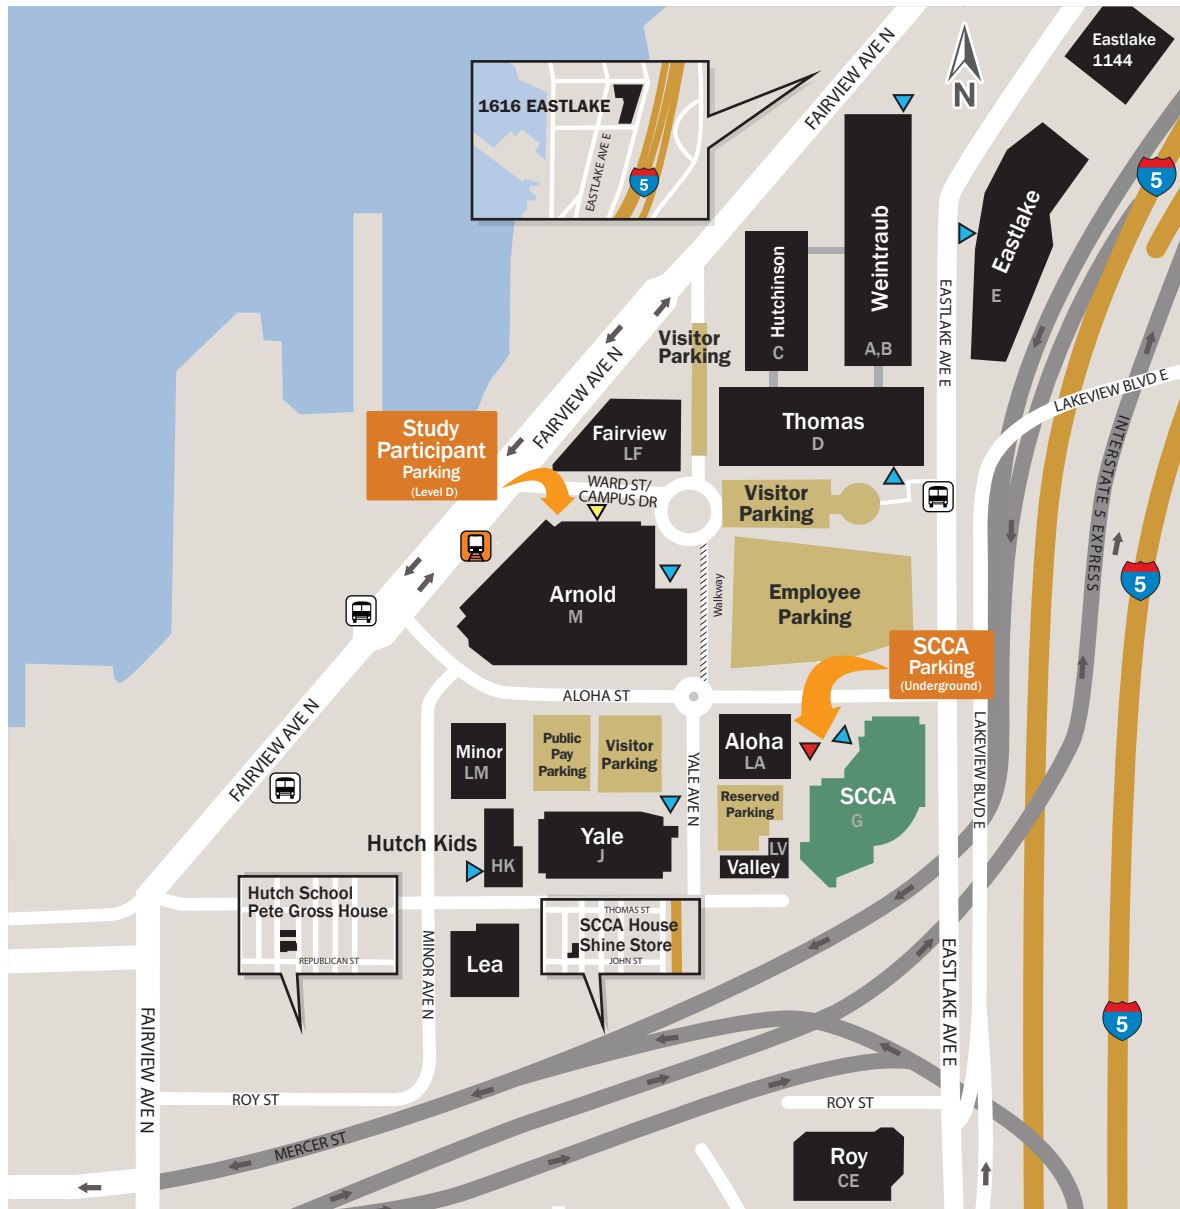 Eastlake
1144
FAIRVIEW AVE N
N
1616 EASTLAKE
EASTLAKE AVE E
5
5
Eastlake
E
Weintraub
A,B
Hutchinson
C
EASTLAKE AVE E
Visitor
Parking
FAIRVIEW AVE N
LAKEVIEW BLVD E
INTERSTATE 5 EXPRESS
Thomas
D
Study
Participant
Parking
(Level D)
Fairview
LF
WARD ST/
CAMPUS DR
Visitor
Parking
Arnold
M
Walkway
Employee
Parking
5
SCCA
Parking
(Underground)
ALOHA ST
FAIRVIEW AVE N
Minor
LM
Public
Pay
Parking
Visitor
Parking
YALE AVE N
Aloha
LA
LAKEVIEW BLVD E
Reserved
Parking
SCCA
G
Hutch Kids
HK
Yale
J
LV
Valley
Hutch School
Pete Gross House
REPUBLICAN ST
THOMAS ST
SCCA House
Shine Store
JOHN ST
MINOR AVE N
Lea
EASTLAKE AVE E
5
FAIRVIEW AVE N
ROY ST
ROY ST
MERCER ST
Roy
CE